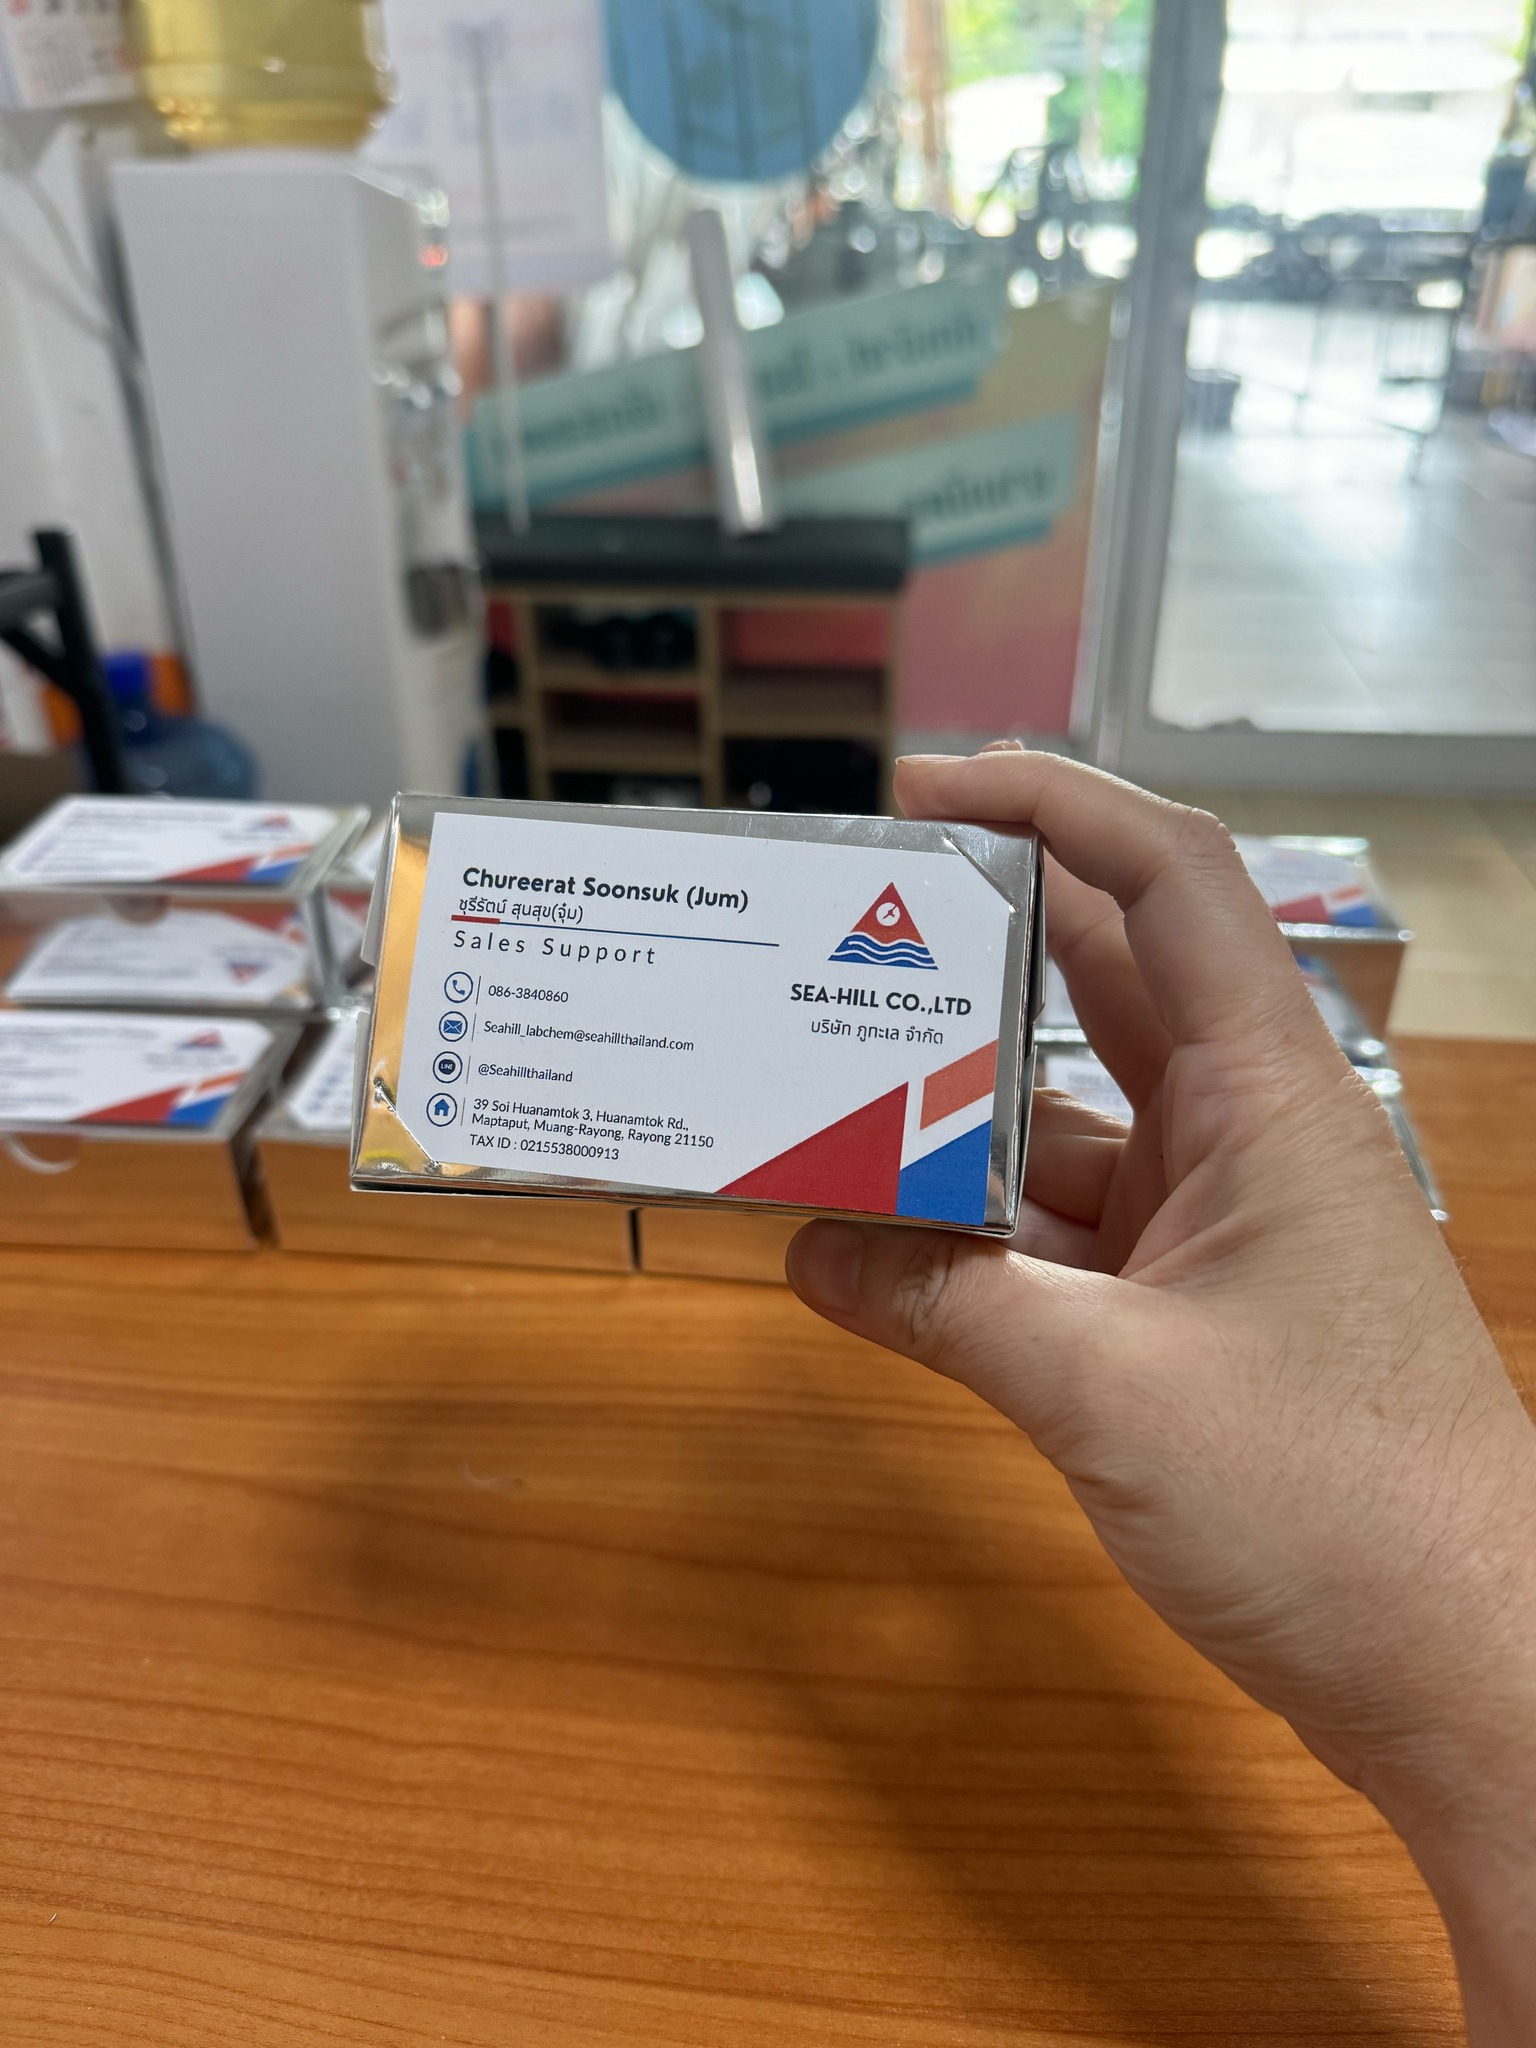 Chureerat Soonsuk (Jum)
ชุรีรัตน์ สุนสุข(จุ๋ม)
Sales Support
086-3840860
Seahill_labchem@seahillthailand.com
LINE
@Seahillthailand
39 Soi Huanamtok 3, Huanamtok Rd.,
Maptaput, Muang-Rayong, Rayong 21150
TAX ID : 0215538000913
SEA-HILL CO.,LTD
บริษัท ภูทะเล จำกัด